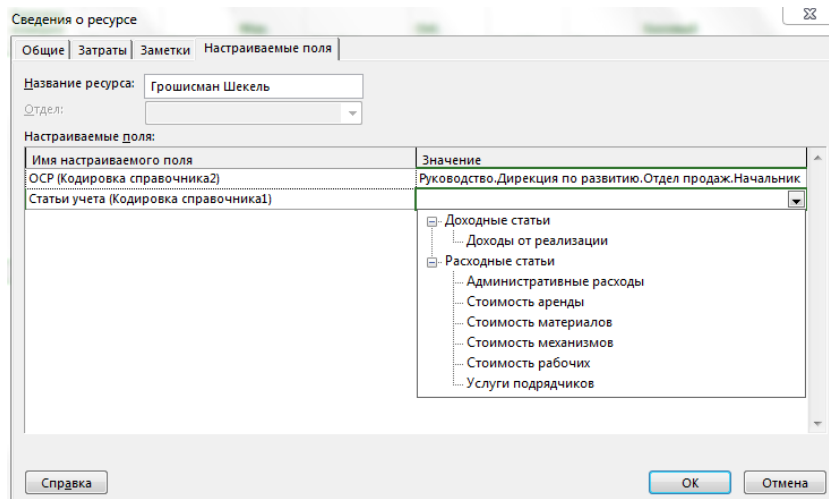 Сведения о ресурсе
Общие Затраты Заметки Настраиваемые поля
Название ресурса: Грошисман Шекель
Отдел:
Настраиваемые поля:
Имя настраиваемого поля Значение
ОСР (Кодировка справочника2) Руководство.Дирекция по развитию.Отдел продаж.Начальник
Статьи учета (Кодировка справочника1)
Доходные статьи
Доходы от реализации
Расходные статьи
Административные расходы
Стоимость аренды
Стоимость материалов
Стоимость механизмов
Стоимость рабочих
Услуги подрядчиков
Справка ОК Отмена